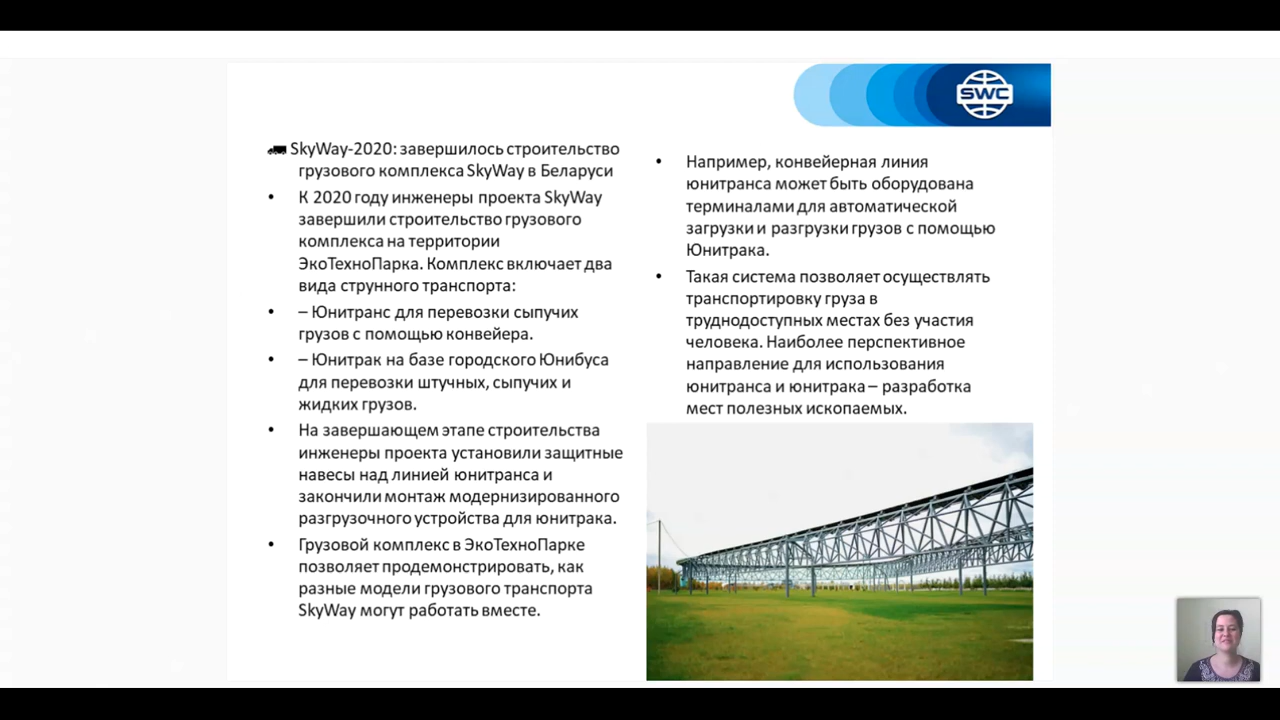 SWC
🚛 SkyWay-2020: завершилось строительство
грузового комплекса SkyWay в Беларуси
• К 2020 году инженеры проекта SkyWay
завершили строительство грузового
комплекса на территории
ЭкоТехноПарка. Комплекс включает два
вида струнного транспорта:
• – Юнитранс для перевозки сыпучих
грузов с помощью конвейера.
• – Юнитрак на базе городского Юнибуса
для перевозки штучных, сыпучих и
жидких грузов.
• На завершающем этапе строительства
инженеры проекта установили защитные
навесы над линией юнитранса и
закончили монтаж модернизированного
разгрузочного устройства для юнитрака.
• Грузовой комплекс в ЭкоТехноПарке
позволяет продемонстрировать, как
разные модели грузового транспорта
SkyWay могут работать вместе.
• Например, конвейерная линия
юнитранса может быть оборудована
терминалами для автоматической
загрузки и разгрузки грузов с помощью
Юнитрака.
• Такая система позволяет осуществлять
транспортировку груза в
труднодоступных местах без участия
человека. Наиболее перспективное
направление для использования
юнитранса и юнитрака – разработка
мест полезных ископаемых.